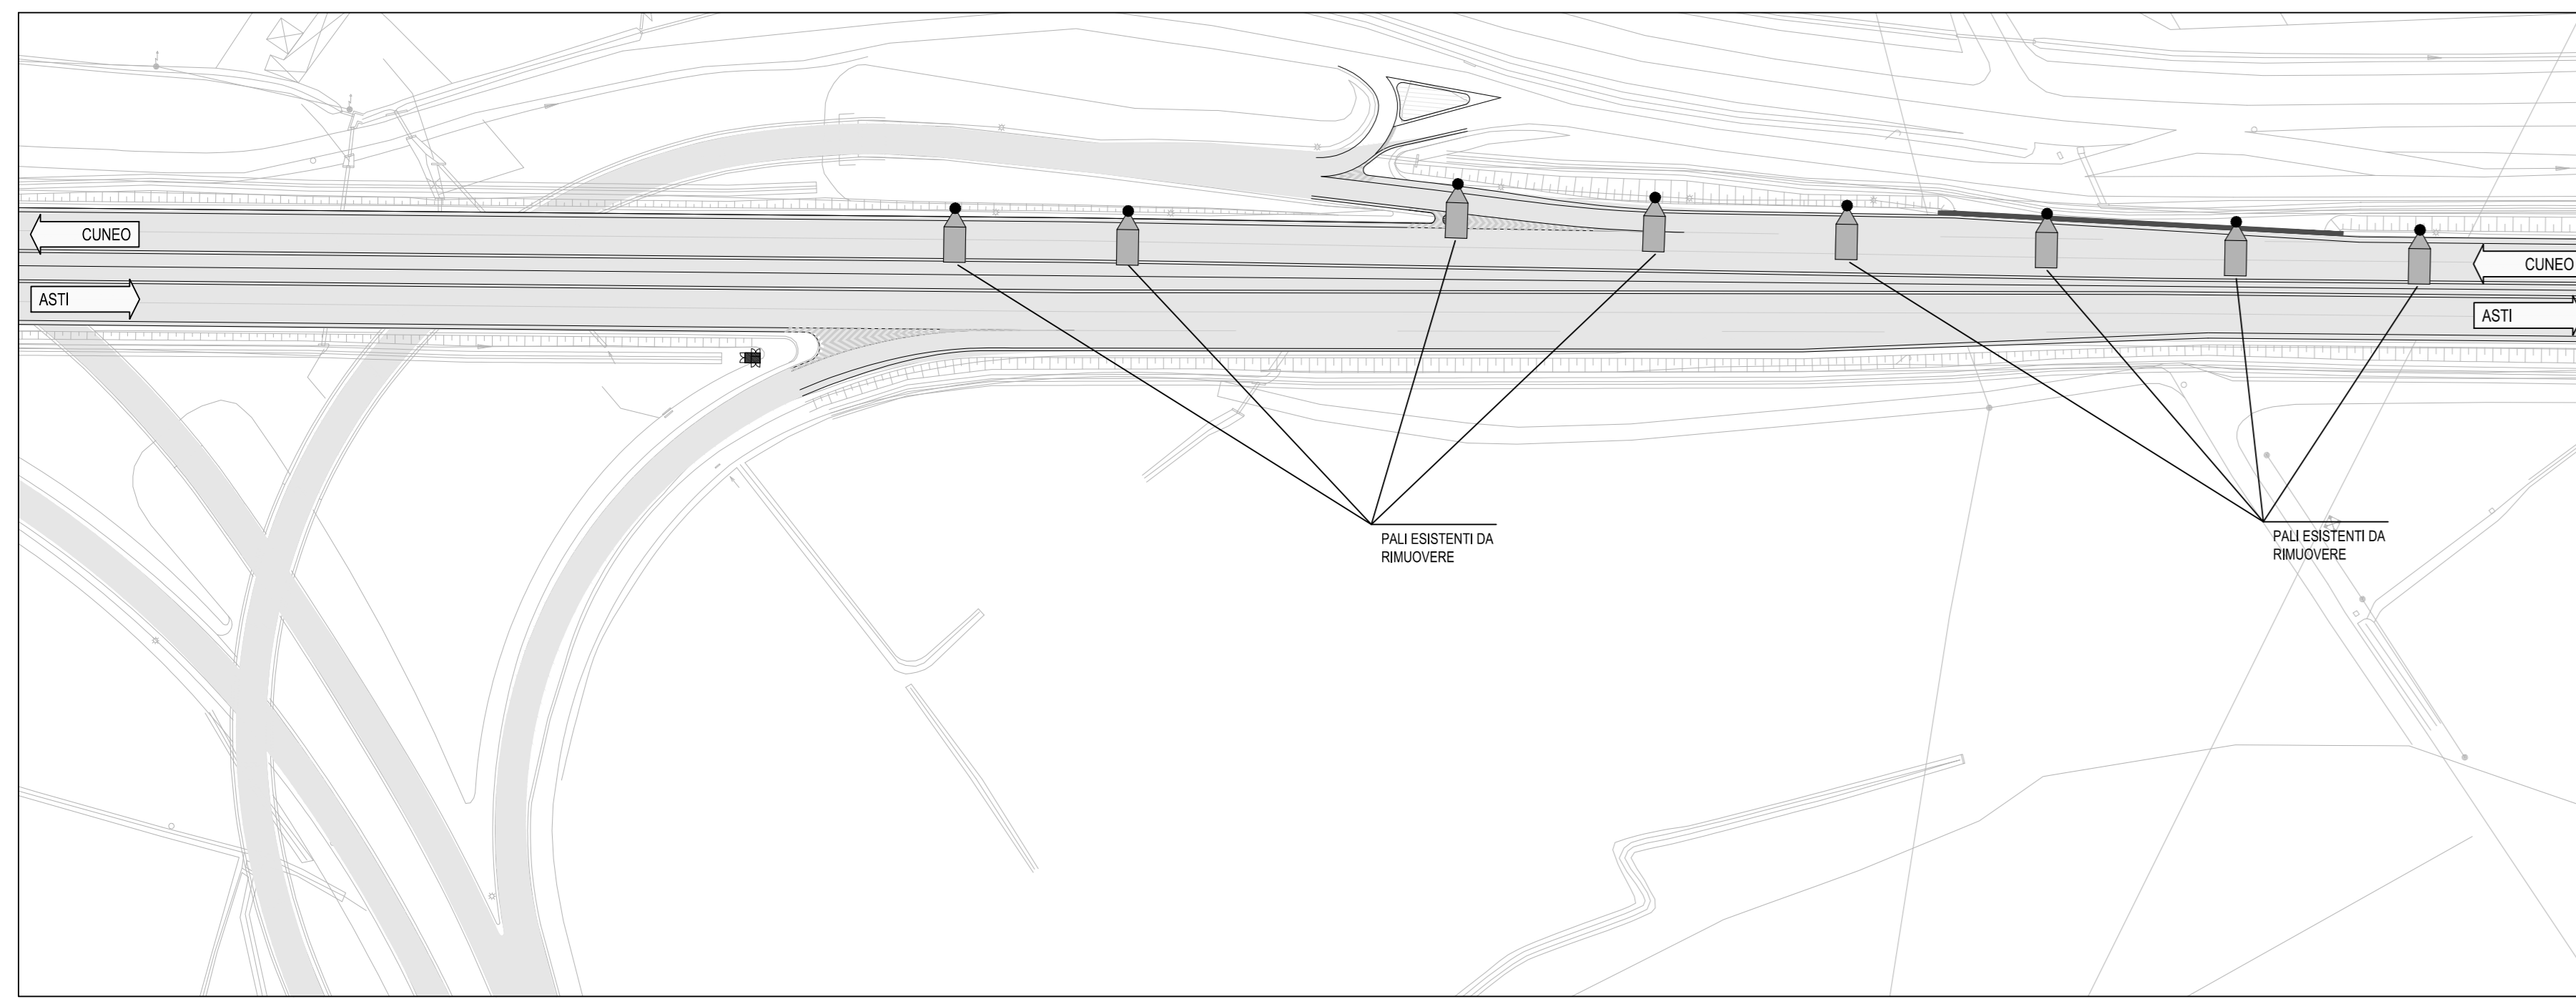 CUNEO
ASTI
CUNEO
ASTI
PALI ESISTENTI DA
RIMUOVERE
PALI ESISTENTI DA
RIMUOVERE